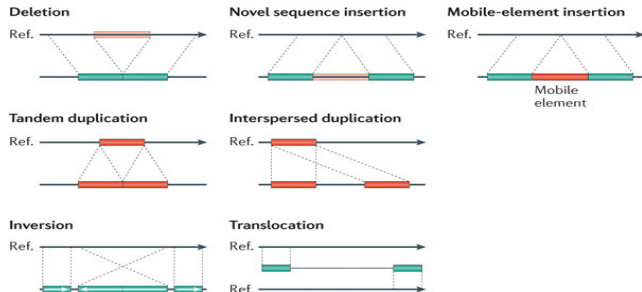 Deletion
Ref.
Novel sequence insertion
Ref.
Mobile-element insertion
Ref.
Mobile
element
Tandem duplication
Ref.
Interspersed duplication
Ref.
Inversion
Ref.
Translocation
Ref.
Ref.